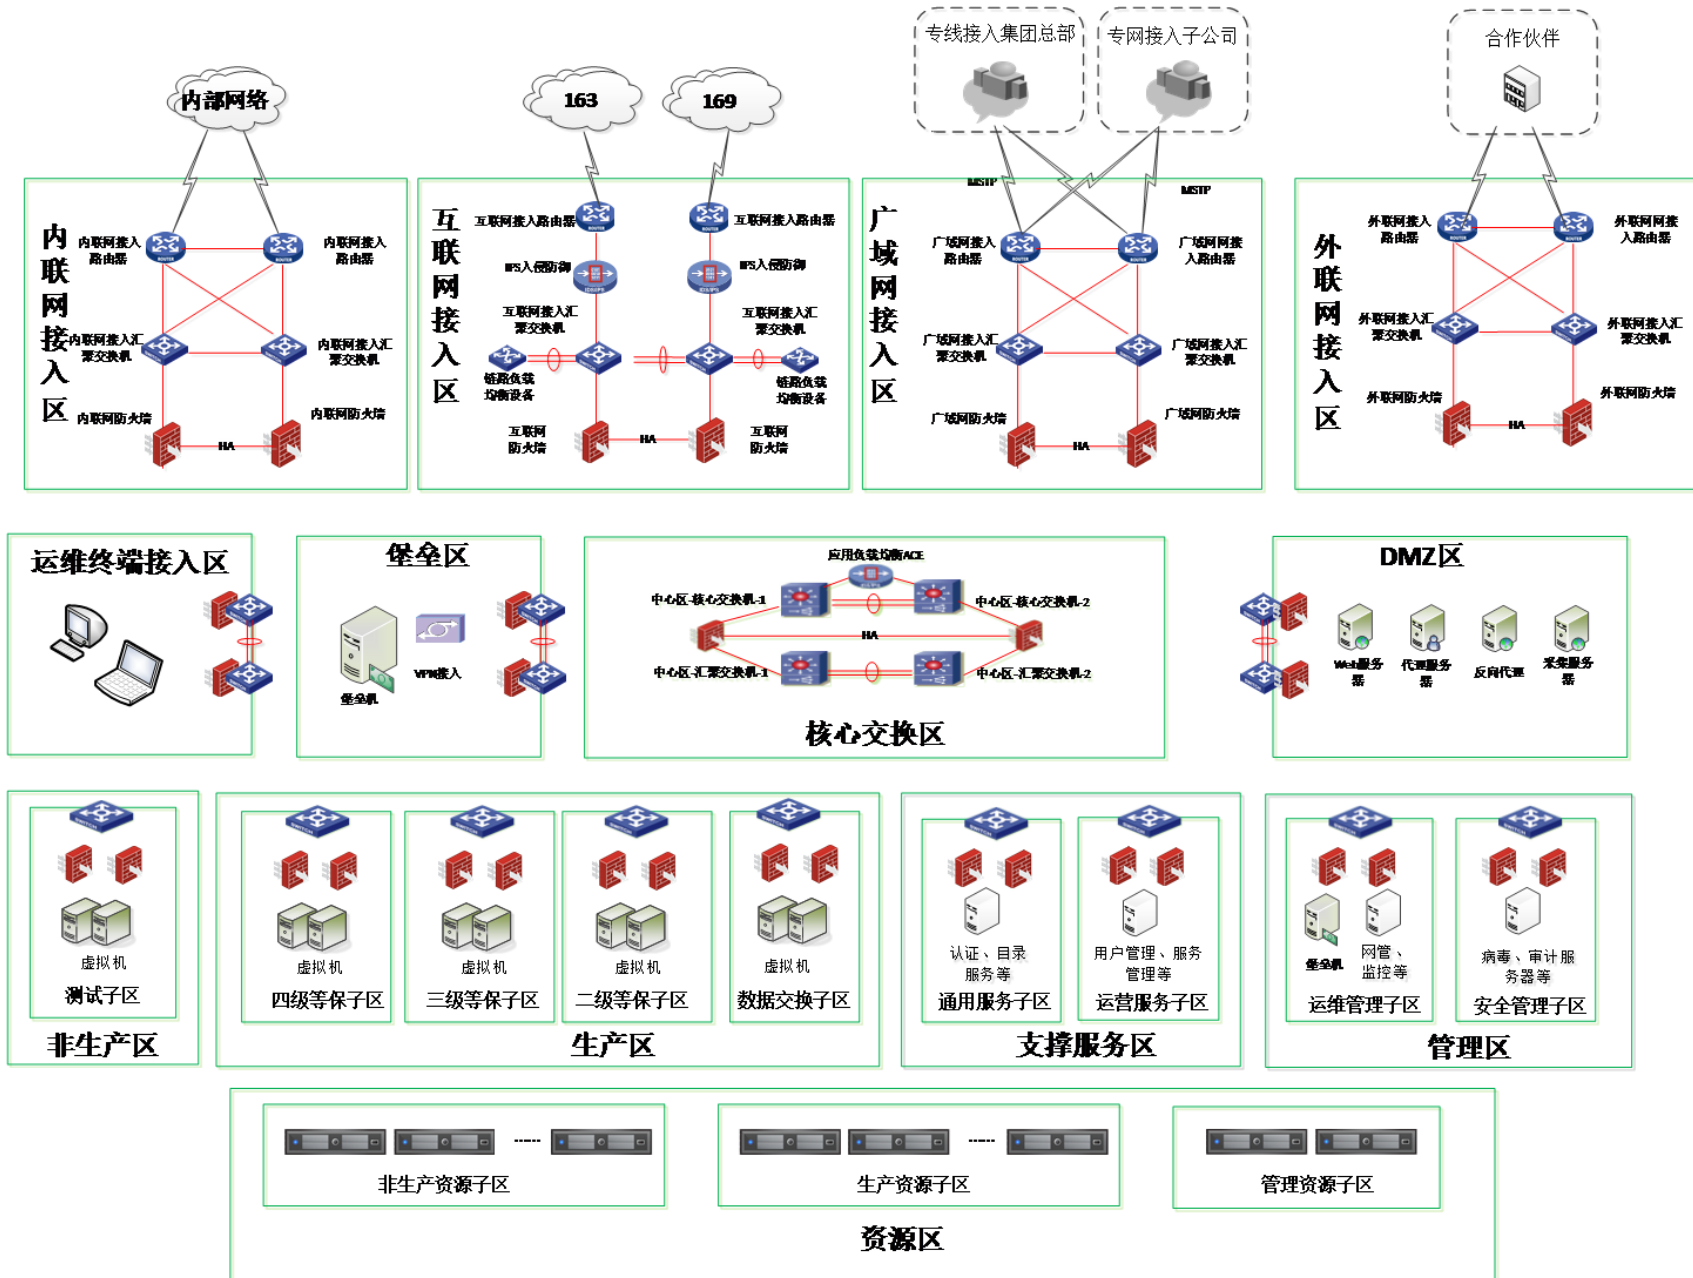 专线接入集团总部
专网接入子公司
合作伙伴
内部网络
163
169
MSTP
MSTP
内联网接入区
内联网接入
路由器
内联网接入
路由器
内联网接入汇
聚交换机
内联网接入汇
聚交换机
内联网防火墙
内联网防火墙
HA
互联网接入区
互联网接入路由器
互联网接入路由器
IPS入侵防御
IPS入侵防御
互联网接入汇
聚交换机
互联网接入汇
聚交换机
链路负载
均衡设备
链路负载
均衡设备
互联网
防火墙
互联网
防火墙
HA
广域网接入区
广域网接入
路由器
广域网网接
入路由器
广域网接入汇
聚交换机
广域网接入汇
聚交换机
广域网防火墙
广域网防火墙
HA
外联网接入区
外联网接入
路由器
外联网网接
入路由器
外联网接入汇
聚交换机
外联网接入汇
聚交换机
外联网防火墙
外联网防火墙
HA
运维终端接入区
堡垒区
堡垒机
VPN接入
应用负载均衡ACE
中心区-核心交换机-1
中心区-核心交换机-2
HA
中心区-汇聚交换机-1
中心区-汇聚交换机-2
核心交换区
DMZ区
Web服务
器
代理服务
器
反向代理
采集服务
器
虚拟机
测试子区
非生产区
虚拟机
四级等保子区
虚拟机
三级等保子区
虚拟机
二级等保子区
虚拟机
数据交换子区
生产区
认证、目录
服务等
通用服务子区
用户管理、服务
管理等
运营服务子区
支撑服务区
堡垒机
网管、
监控等
运维管理子区
病毒、审计服
务器等
安全管理子区
管理区
······
非生产资源子区
······
生产资源子区
管理资源子区
资源区